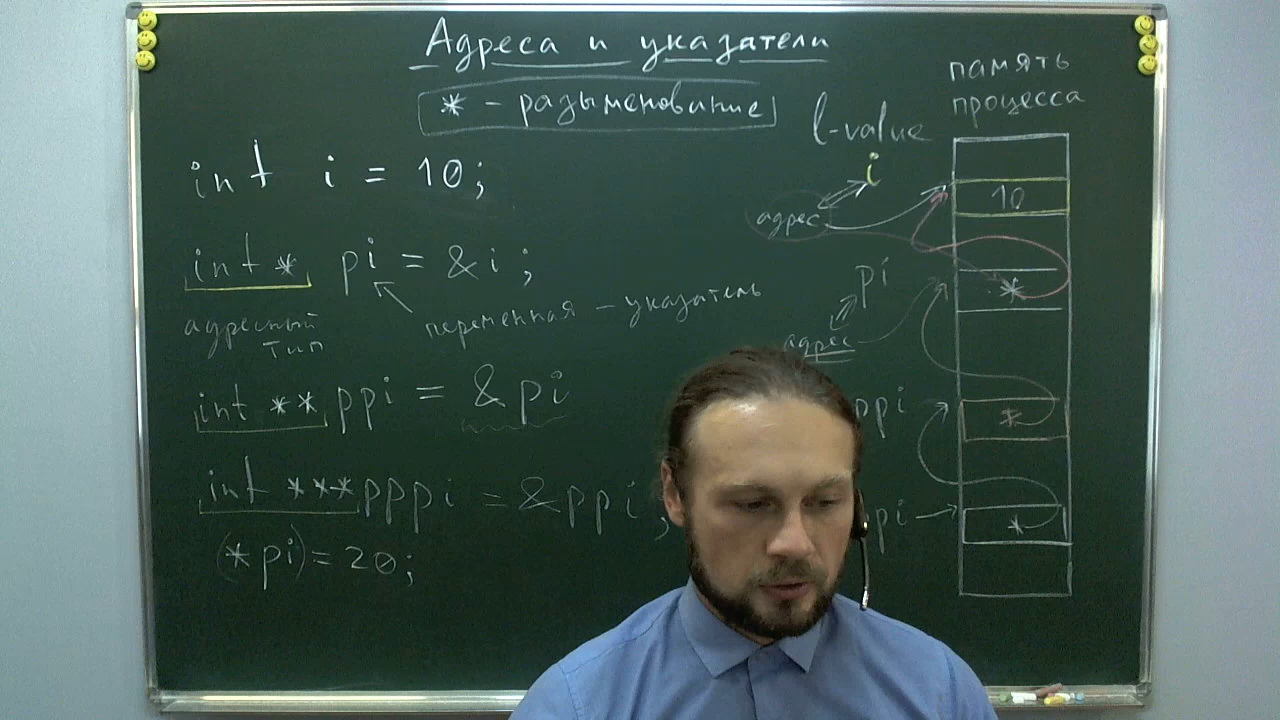 Адреса и указатели
* - разыменование
int i = 10;
int * pi = &i;
адресный тип
переменная - указатель
int ** ppi = &pi
int *** pppi = &ppi;
(*pi) = 20;
l-value
i
адрес
pi
адрес
ppi
pi
память
процесса
10
*
*
*